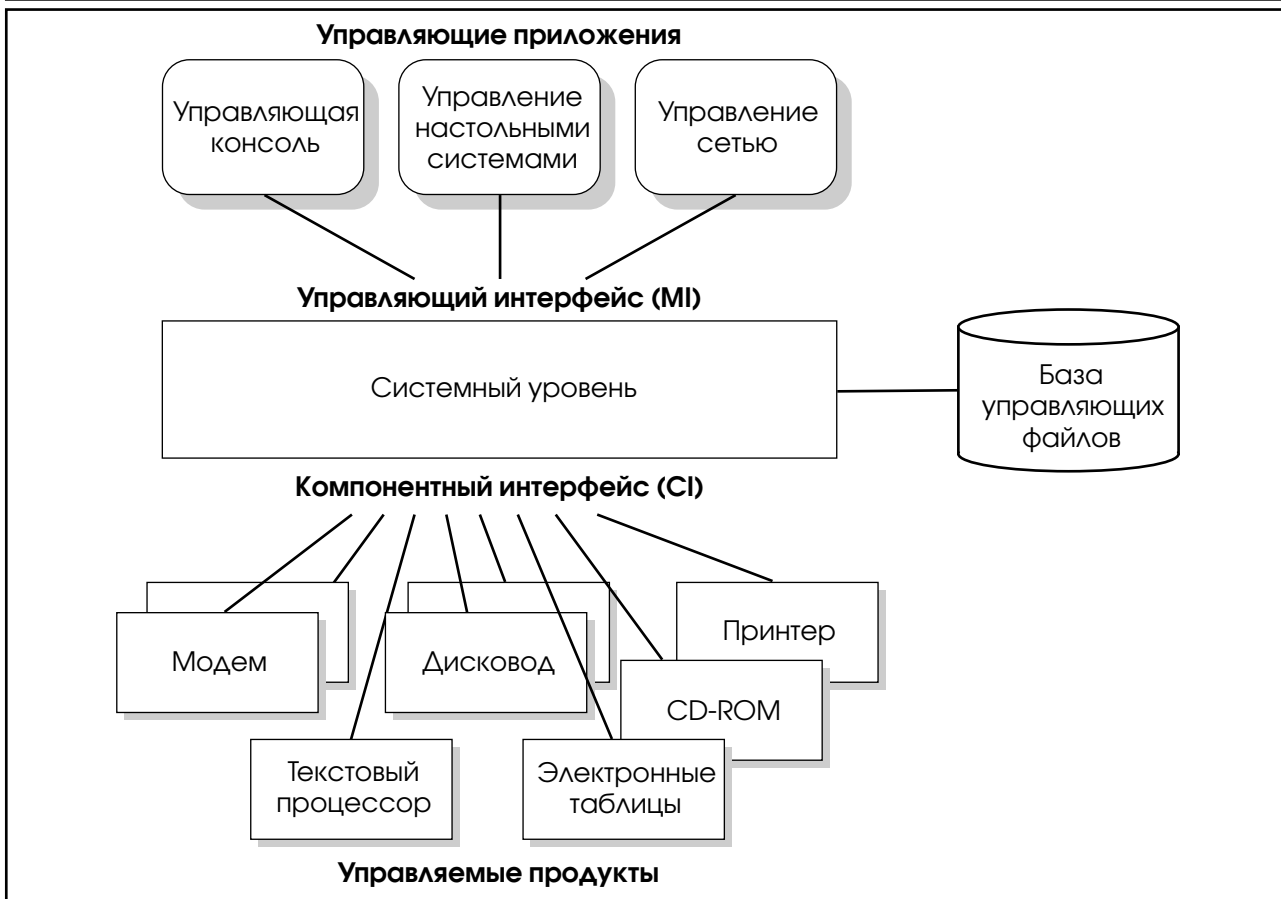 Управляющие приложения
Управляющая
консоль
Управление
настольными
системами
Управление
сетью
Управляющий интерфейс (MI)
Системный уровень
База
управляющих
файлов
Компонентный интерфейс (CI)
Модем
Дисковод
Принтер
CD-ROM
Текстовый
процессор
Электронные
таблицы
Управляемые продукты